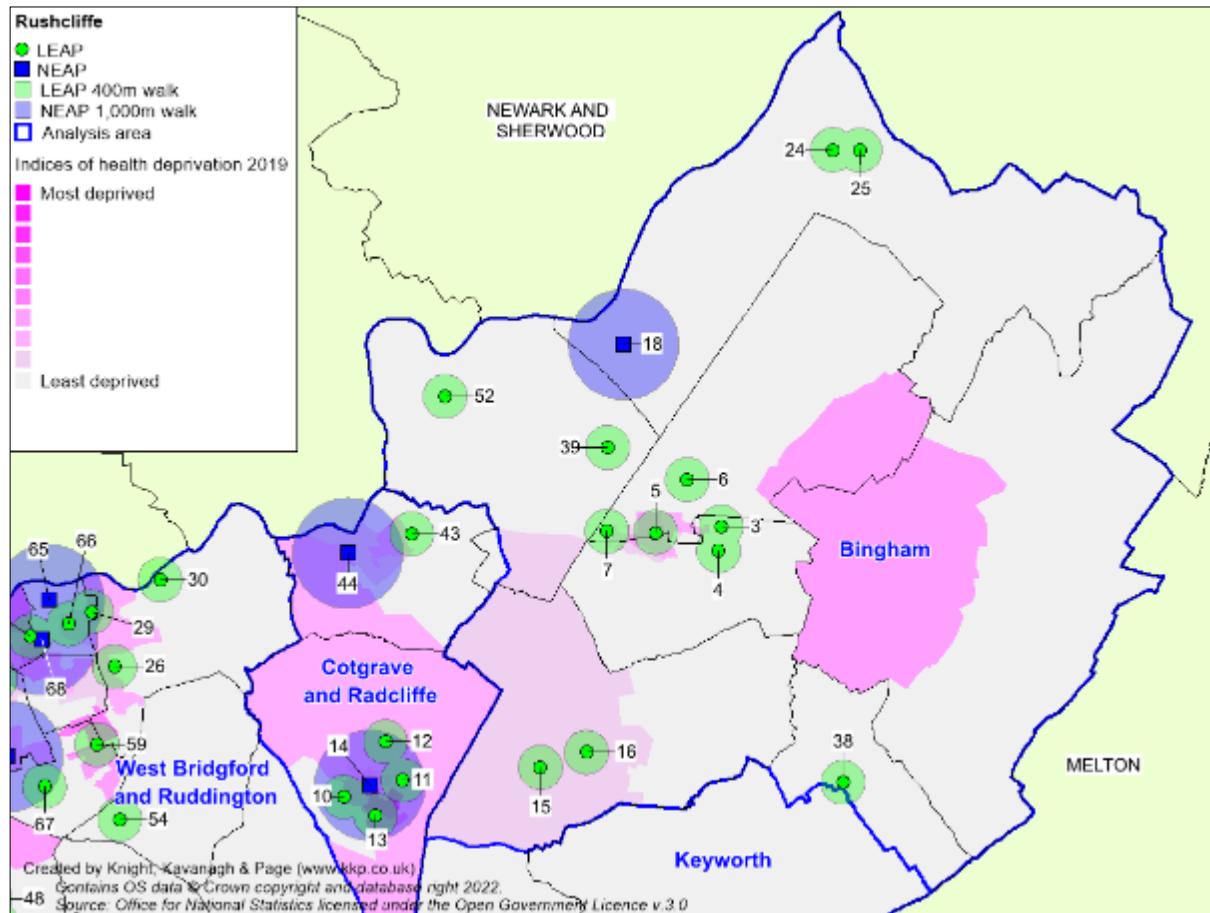 Rushcliffe
LEAP
NEAP
LEAP 400m walk
NEAP 1,000m walk
Analysis area
Indices of health deprivation 2019
Most deprived
Least deprived
NEWARK AND
SHERWOOD
24
25
18
52
39
6
5
3
7
4
43
44
65
66
30
29
26
68
59
67
54
Bingham
Cotgrave
and Radcliffe
14
12
11
10
13
16
15
38
MELTON
West Bridgford
and Ruddington
Keyworth
48
Created by Knight, Kavanagh & Page (www.kkp.co.uk)
Contains OS data © Crown copyright and database right 2022.
Source: Office for National Statistics licensed under the Open Government Licence v.3.0